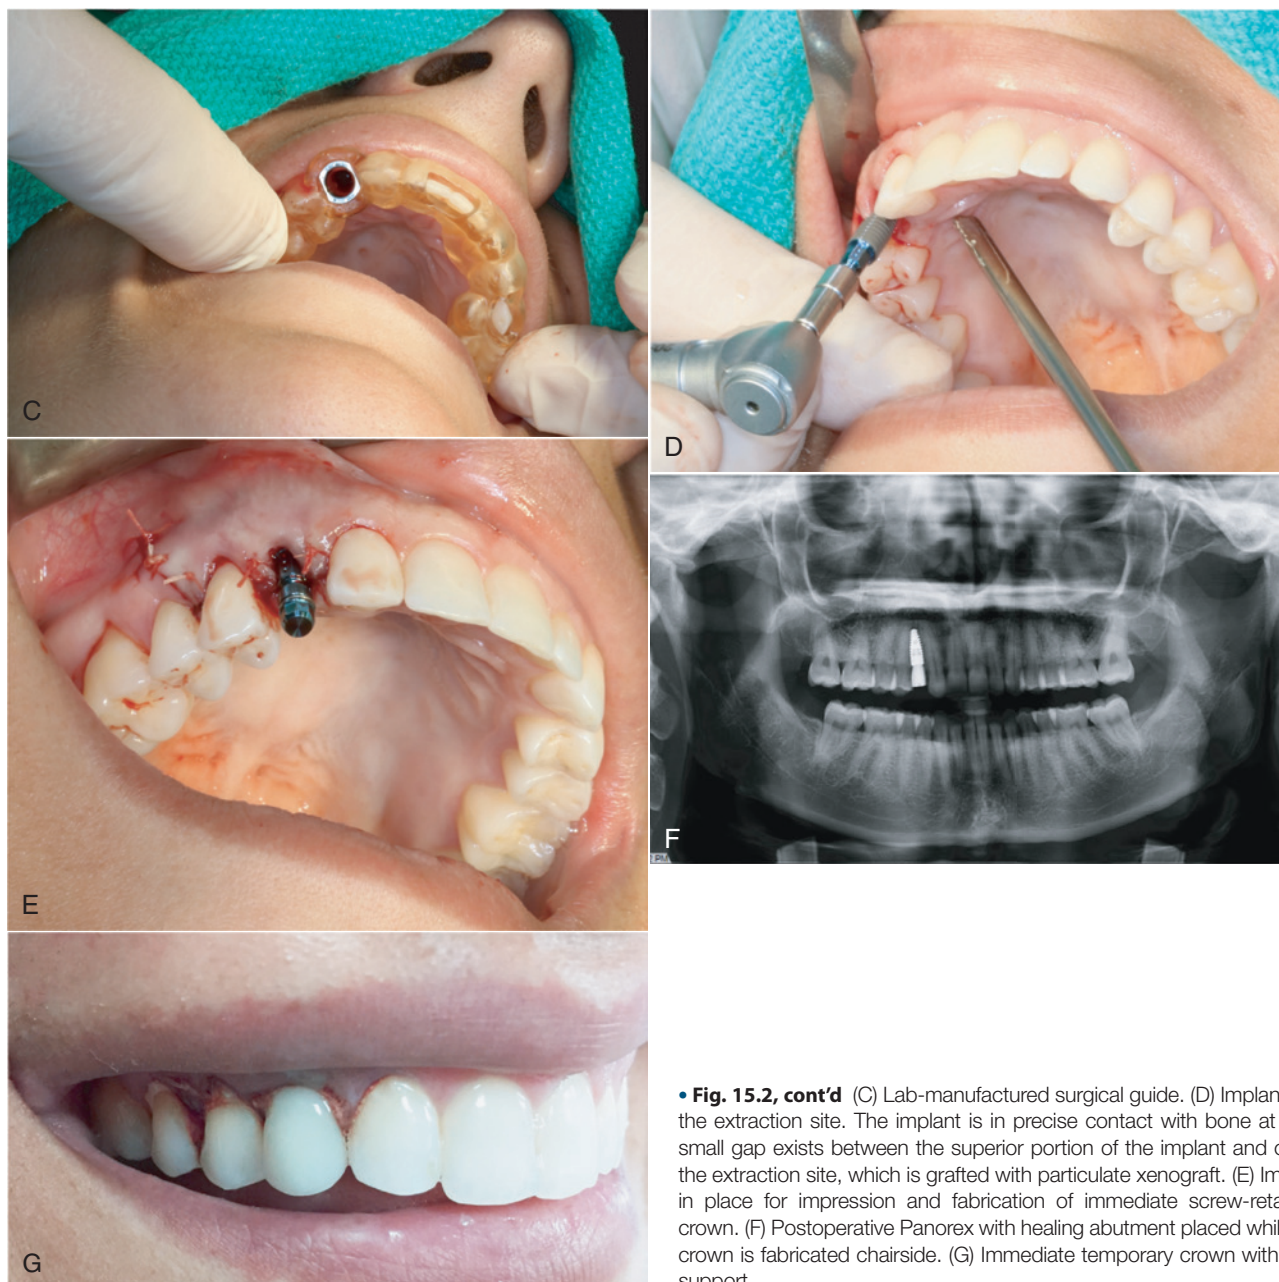 C
D
E
F
PM
G
• Fig. 15.2, cont'd (C) Lab-manufactured surgical guide. (D) Implan
the extraction site. The implant is in precise contact with bone at
small gap exists between the superior portion of the implant and
the extraction site, which is grafted with particulate xenograft. (E) Im
in place for impression and fabrication of immediate screw-reta
crown. (F) Postoperative Panorex with healing abutment placed whil
crown is fabricated chairside. (G) Immediate temporary crown with
support.